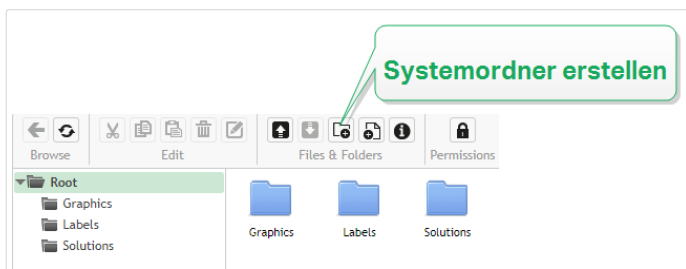 Systemordner erstellen
Browse
Edit
Files & Folders
Permissions
Root
Graphics
Labels
Solutions
Graphics
Labels
Solutions